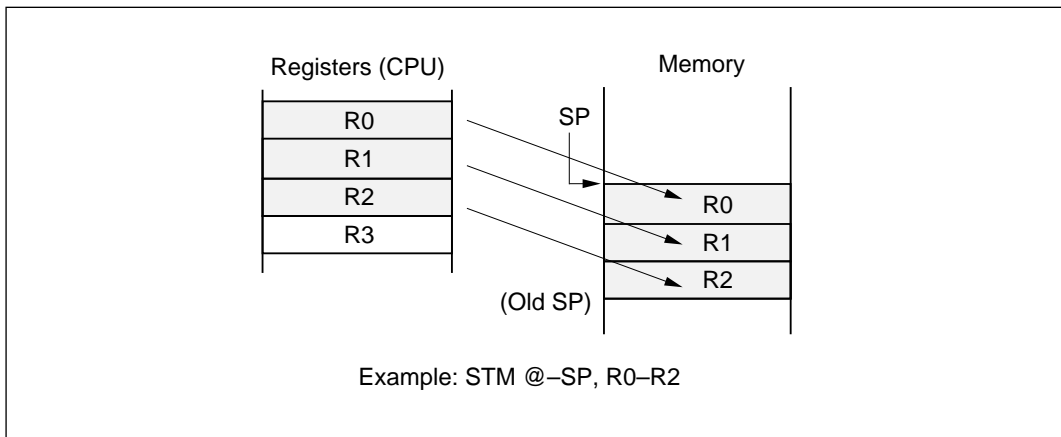 Registers (CPU)
R0
R1
R2
R3
Memory
SP
R0
R1
R2
(Old SP)
Example: STM @–SP, R0–R2